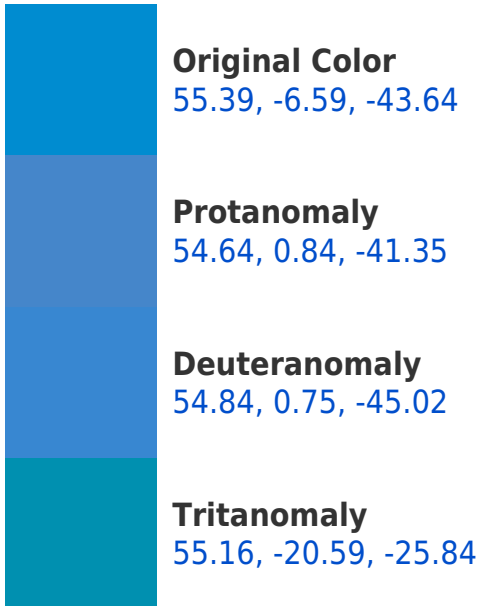 Original Color
55.39, -6.59, -43.64
Protanomaly
54.64, 0.84, -41.35
Deuteranomaly
54.84, 0.75, -45.02
Tritanomaly
55.16, -20.59, -25.84